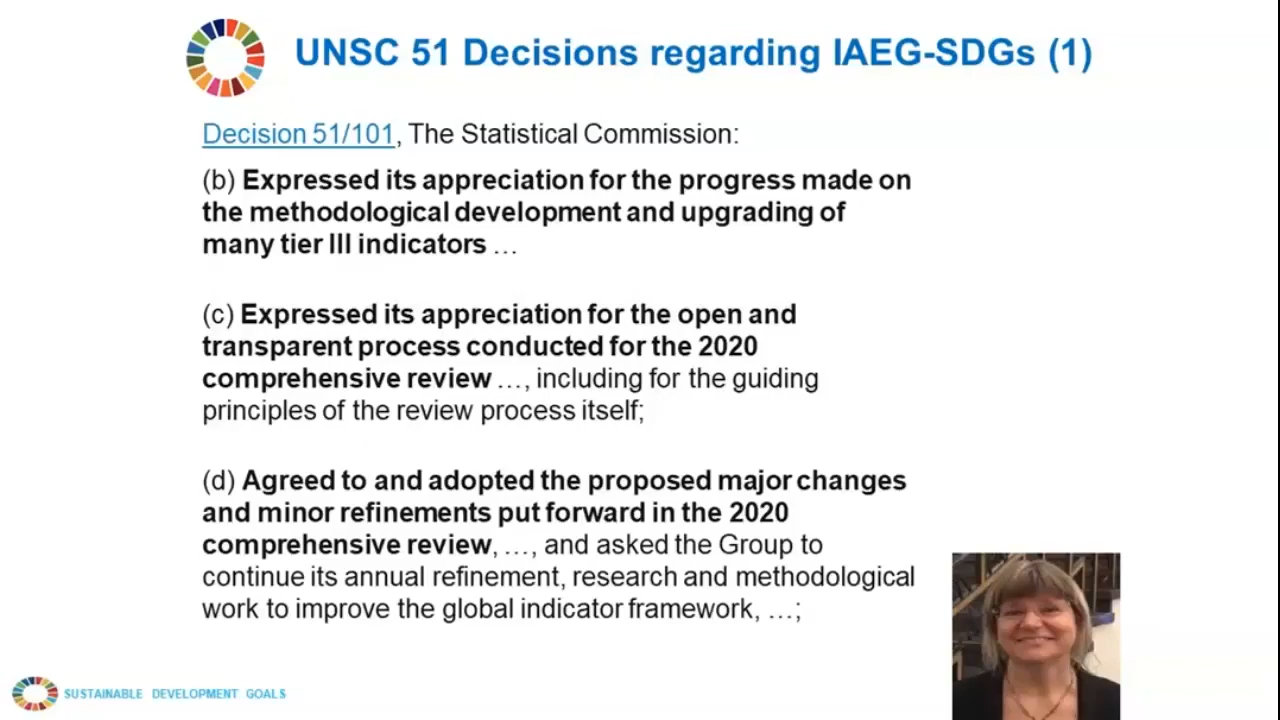 UNSC 51 Decisions regarding IAEG-SDGs (1)
Decision 51/101, The Statistical Commission:
(b) Expressed its appreciation for the progress made on
the methodological development and upgrading of
many tier III indicators …
(c) Expressed its appreciation for the open and
transparent process conducted for the 2020
comprehensive review …, including for the guiding
principles of the review process itself;
(d) Agreed to and adopted the proposed major changes
and minor refinements put forward in the 2020
comprehensive review, …, and asked the Group to
continue its annual refinement, research and methodological
work to improve the global indicator framework, …;
SUSTAINABLE DEVELOPMENT GOALS